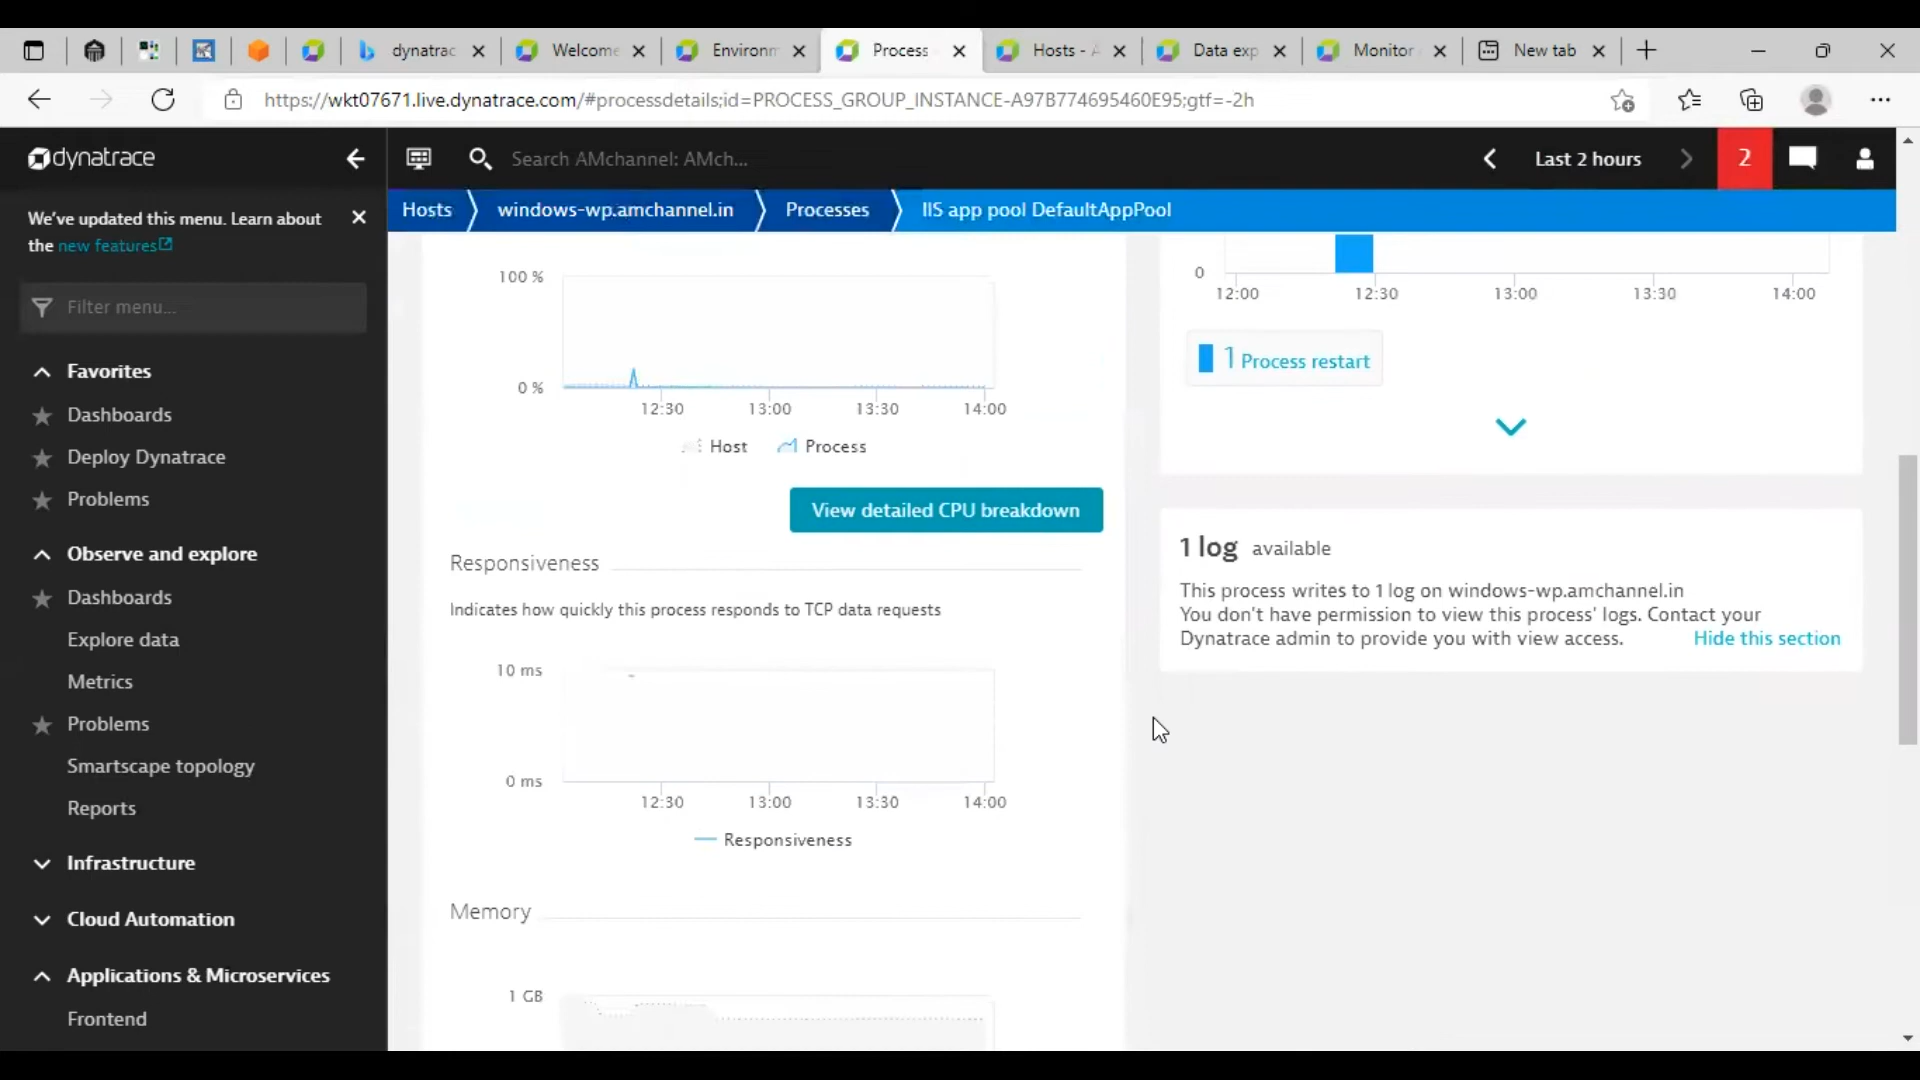 dynatrac
Welcome
Environm
Process
Hosts - A
Data exp
Monitor
New tab
https://wkt07671.live.dynatrace.com/#processdetails;id=PROCESS_GROUP_INSTANCE-A97B774695460E95;gtf=-2h
dynatrace
Search AMchannel: AMch...
Last 2 hours
2
We've updated this menu. Learn about
the new features
Filter menu...
Favorites
Dashboards
Deploy Dynatrace
Problems
Observe and explore
Dashboards
Explore data
Metrics
Problems
Smartscape topology
Reports
Infrastructure
Cloud Automation
Applications & Microservices
Frontend
Hosts
windows-wp.amchannel.in
Processes
IIS app pool DefaultAppPool
100 %
0 %
12:30 13:00 13:30 14:00
Host Process
View detailed CPU breakdown
Responsiveness
Indicates how quickly this process responds to TCP data requests
10 ms
0 ms
12:30 13:00 13:30 14:00
Responsiveness
Memory
1 GB
0
12:00 12:30 13:00 13:30 14:00
1 Process restart
1 log available
This process writes to 1 log on windows-wp.amchannel.in
You don't have permission to view this process' logs. Contact your
Dynatrace admin to provide you with view access. Hide this section